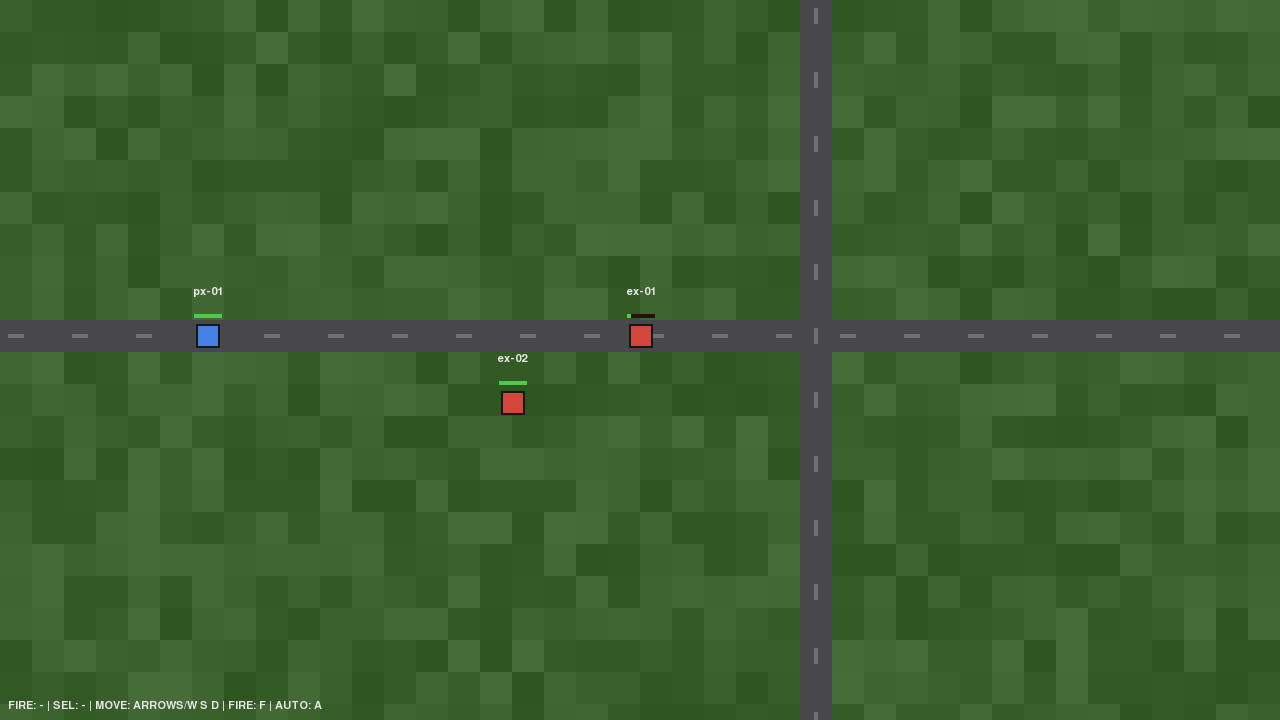 px-01
ex-01
ex-02
FIRE: - | SEL: - | MOVE: ARROWS/W S D | FIRE: F | AUTO: A